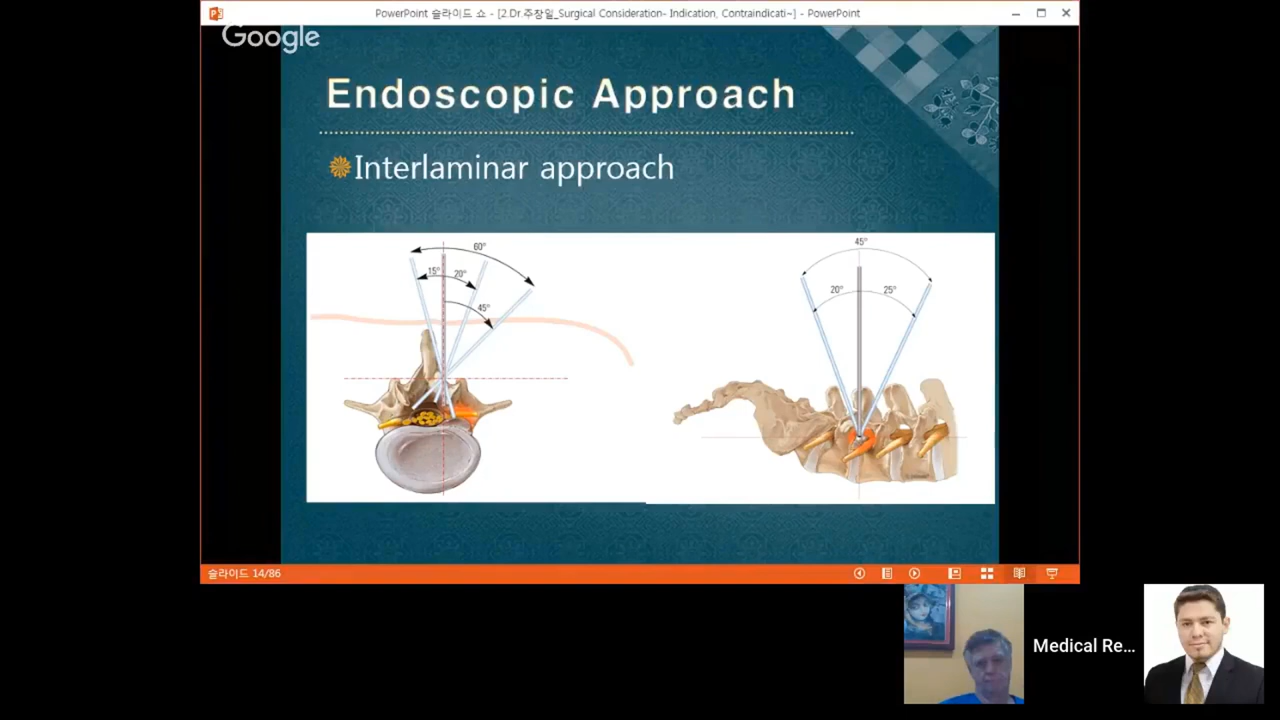 PowerPoint 슬라이드 쇼 - [2.Dr.주장일_Surgical Consideration- Indication, Contraindicati~] - PowerPoint
Google
Endoscopic Approach
Interlaminar approach
60°
15°
20°
45°
45°
20°
25°
슬라이드 14/86
Medical Re...